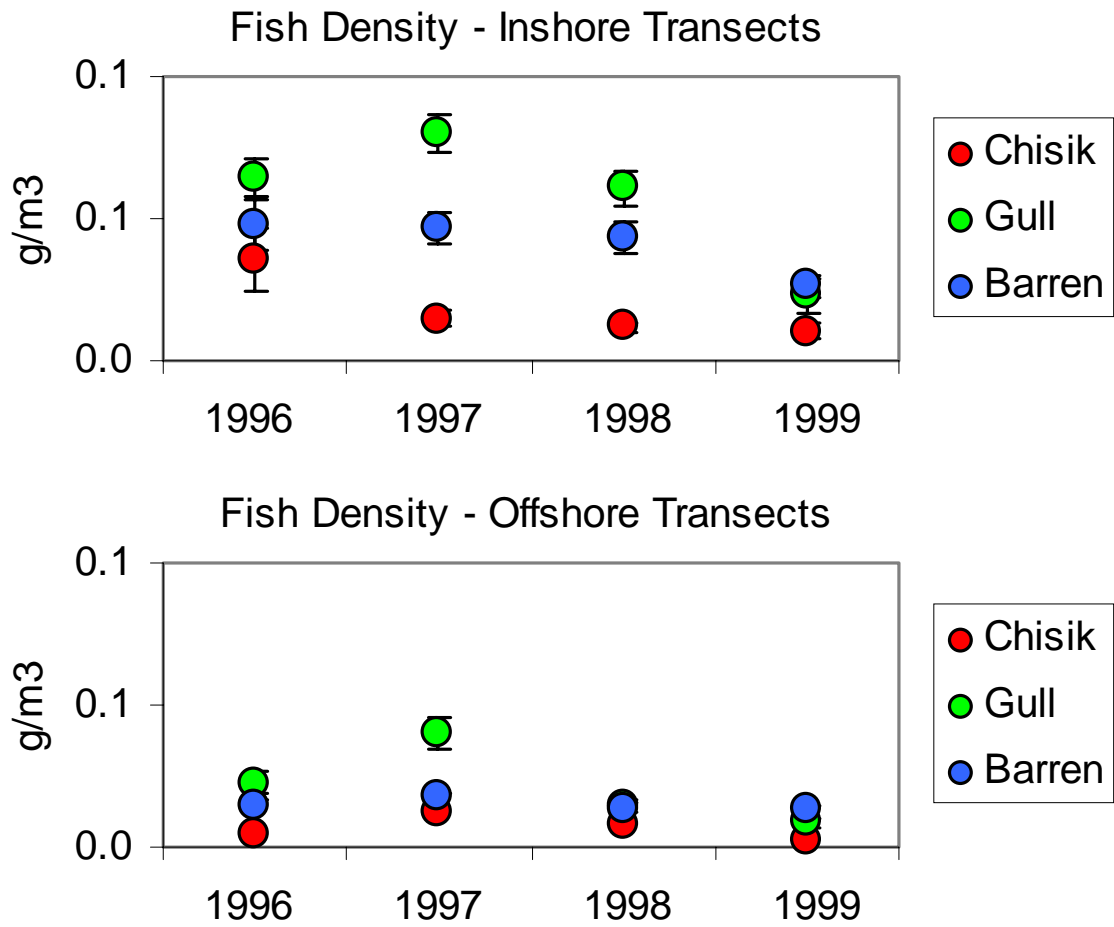 Fish Density - Inshore Transects
0.1
0.1
0.0
g/m3
1996 1997 1998 1999
Chisik
Gull
Barren
Fish Density - Offshore Transects
0.1
0.1
0.0
g/m3
1996 1997 1998 1999
Chisik
Gull
Barren